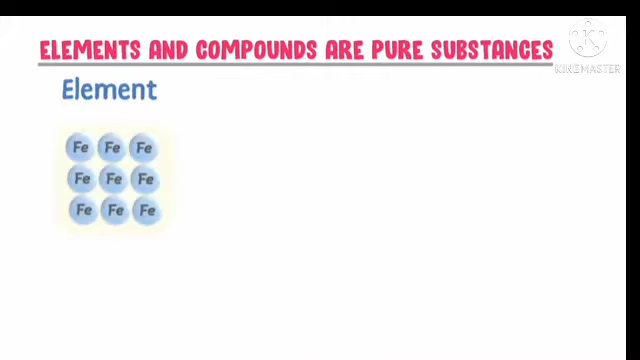 ELEMENTS AND COMPOUNDS ARE PURE SUBSTANCES
KINEMASTER
Element
Fe Fe Fe
Fe Fe Fe
Fe Fe Fe